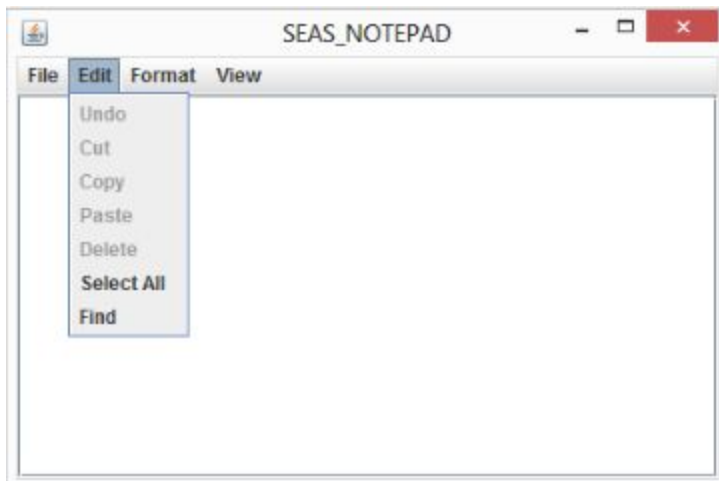 SEAS_NOTEPAD
File Edit Format View
Undo
Cut
Copy
Paste
Delete
Select All
Find